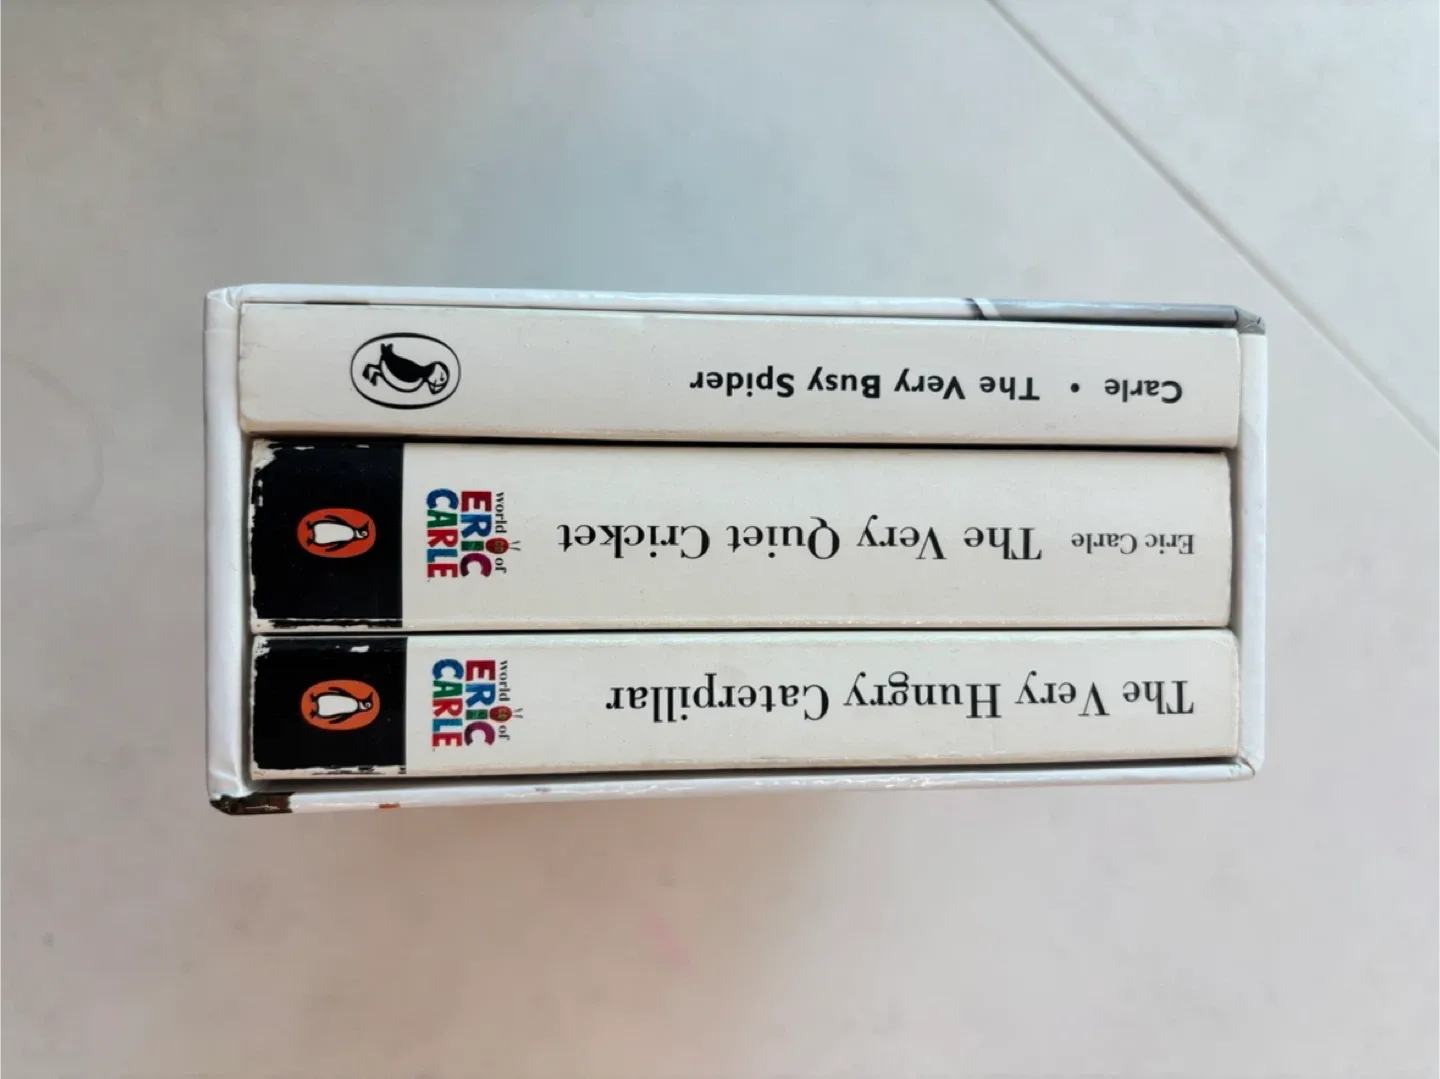 Carle • The Very Busy Spider
Eric Carle The Very Quiet Cricket
world of
ERIC
CARLE
The Very Hungry Caterpillar
world of
ERIC
CARLE